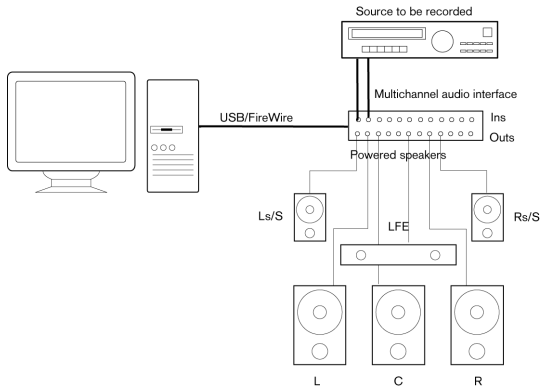 Source to be recorded
Multichannel audio interface
USB/FireWire
Ins
Outs
Powered speakers
Ls/S
Rs/S
LFE
L
C
R